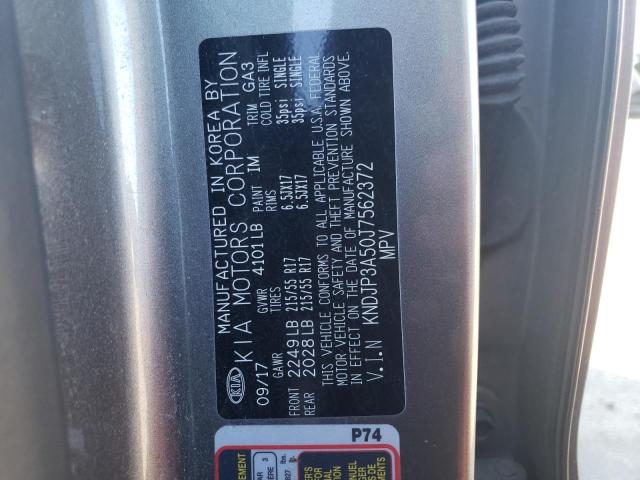 MANUFACTURED IN KOREA BY
KIA KIA MOTORS CORPORATION
09/17 GVWR 4101LB PAINT IM TRIM GA3
GAWR TIRES RIMS COLD TIRE INFL
FRONT 2249LB 215/55 R17 6.5JX17 35psi SINGLE
REAR 2028LB 215/55 R17 6.5JX17 35psi SINGLE
THIS VEHICLE CONFORMS TO ALL APPLICABLE U.S.A. FEDERAL
MOTOR VEHICLE SAFETY AND THEFT PREVENTION STANDARDS
IN EFFECT ON THE DATE OF MANUFACTURE SHOWN ABOVE.
V.I.N KNDJP3A50J7562372
MPV
P74
EMENT
3
lbs.